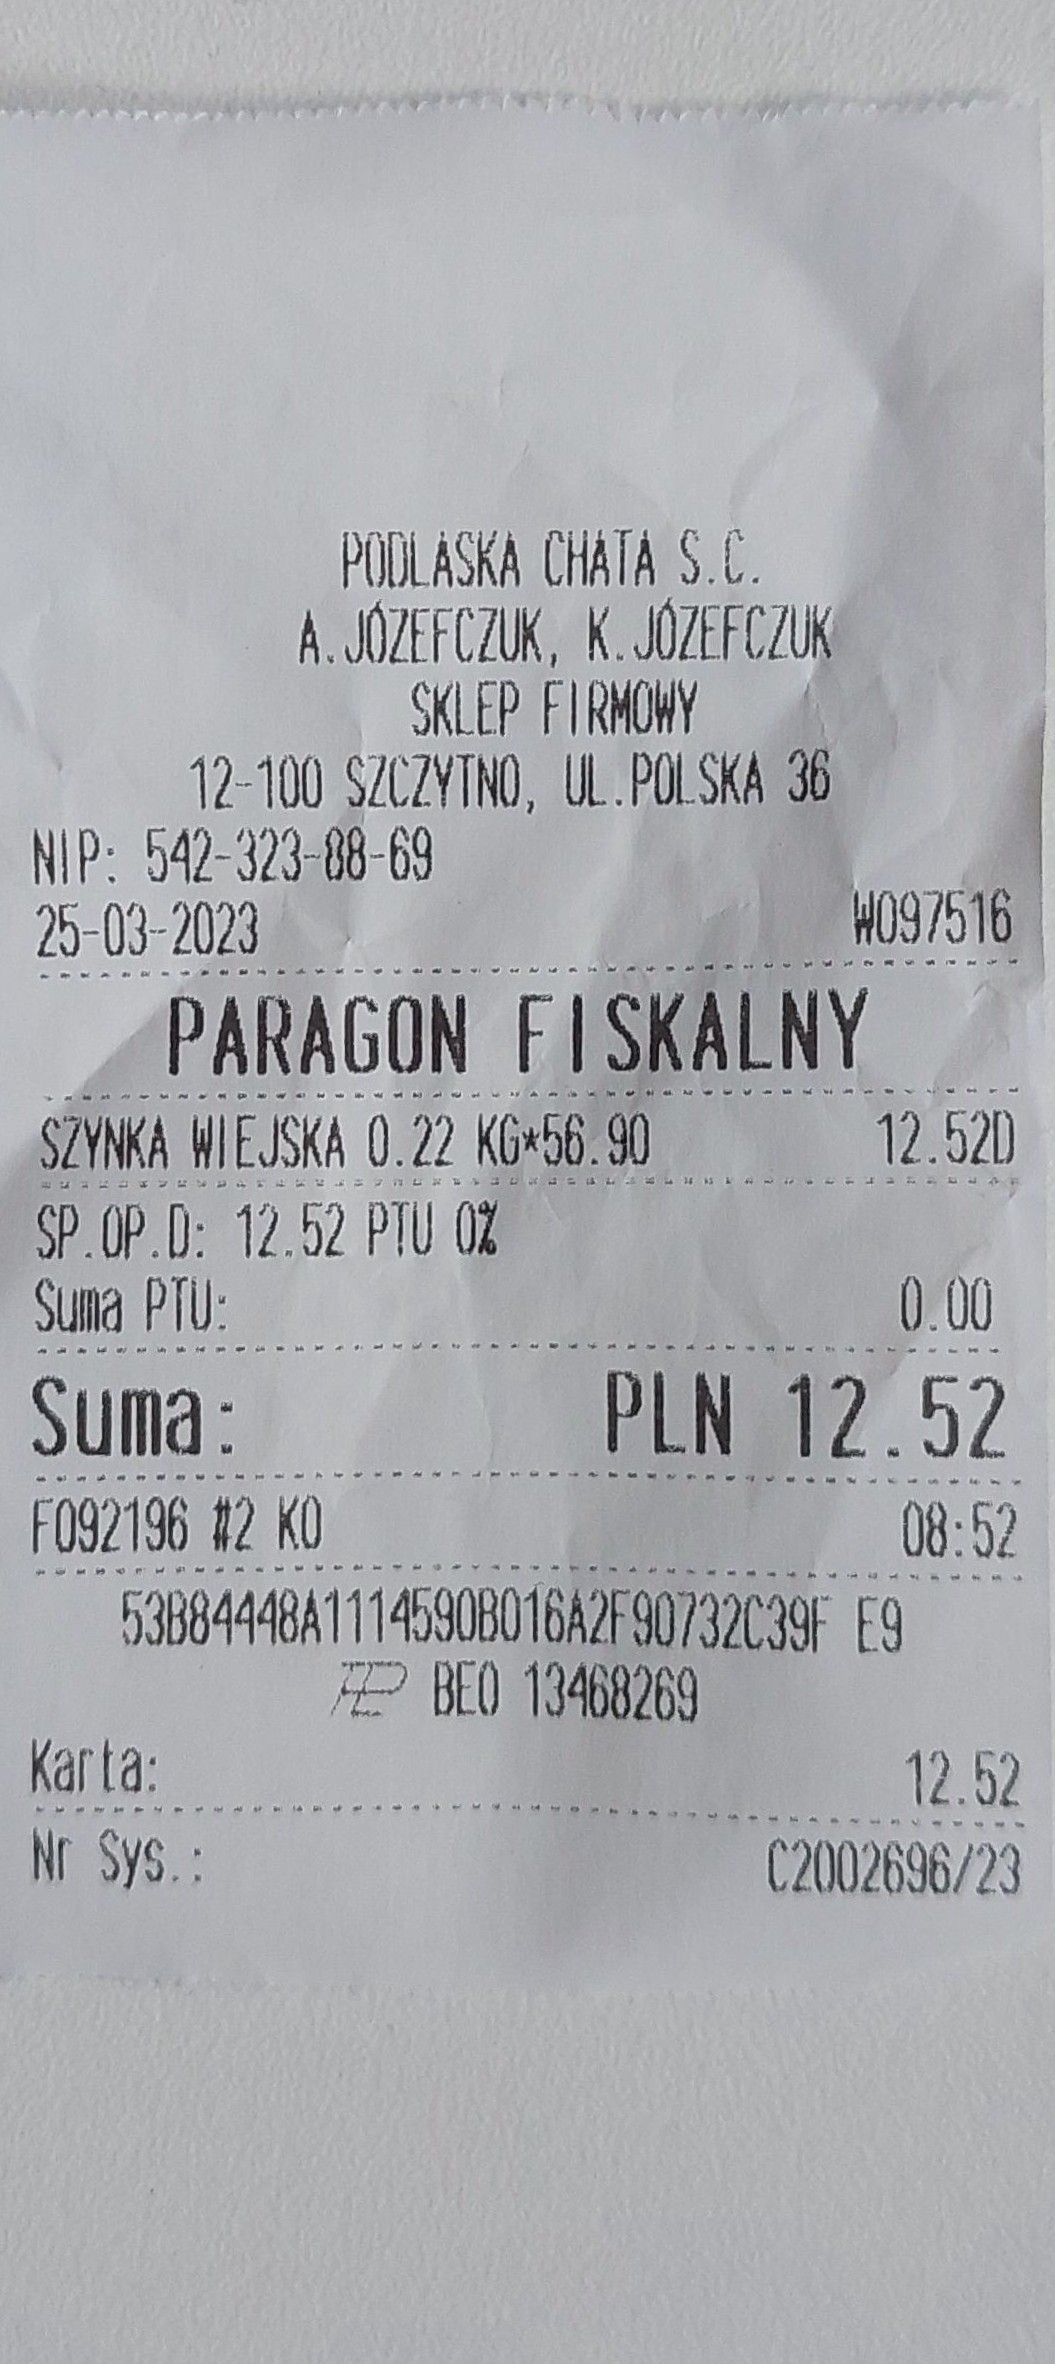 PODLASKA CHATA S.C.
A.JÓZEFCZUK, K.JÓZEFCZUK
SKLEP FIRMOWY
12-100 SZCZYTNO, UL.POLSKA 36
NIP: 542-323-88-69
25-03-2023 W097516
PARAGON FISKALNY
SZYNKA WIEJSKA 0.22 KG*56.90 12.52D
SP.OP.D: 12.52 PTU 0%
Suma PTU: 0.00
Suma: PLN 12.52
F092196 #2 KO 08:52
53B84448A1114590B016A2F90732C39F E9
BEO 13468269
Karta: 12.52
Nr Sys.: C2002696/23